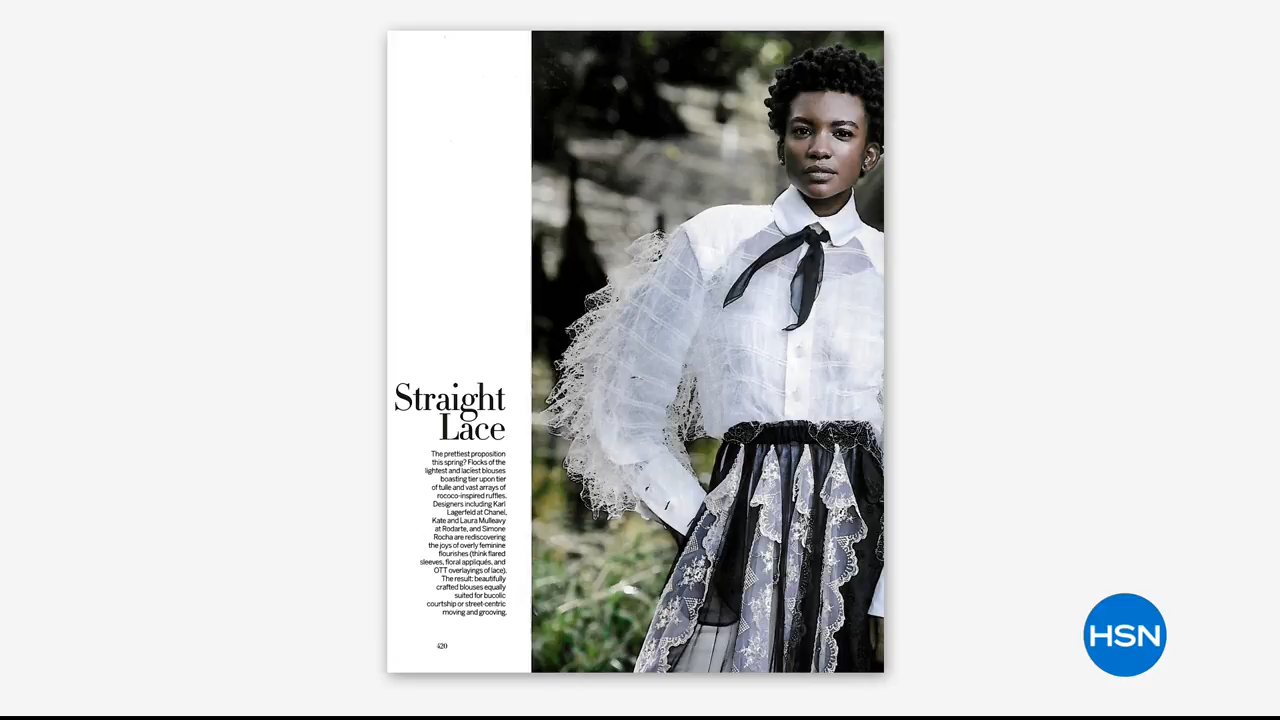 Straight
Lace
The prettiest proposition
this spring? Flocks of the
lightest and laciest blouses
boasting tier upon tier
of tulle and vast arrays of
rococo-inspired ruffles.
Designers including Karl
Lagerfeld at Chanel,
Kate and Laura Mulleavy
at Rodarte, and Simone
Rocha are rediscovering
the joys of overly feminine
flourishes (think flared
sleeves, floral appliqués, and
OTT overlayings of lace).
The result: beautifully
crafted blouses equally
suited for bucolic
courtship or street-centric
moving and grooving.
420
HSN